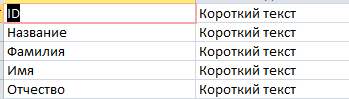 ID Короткий текст
Название Короткий текст
Фамилия Короткий текст
Имя Короткий текст
Отчество Короткий текст